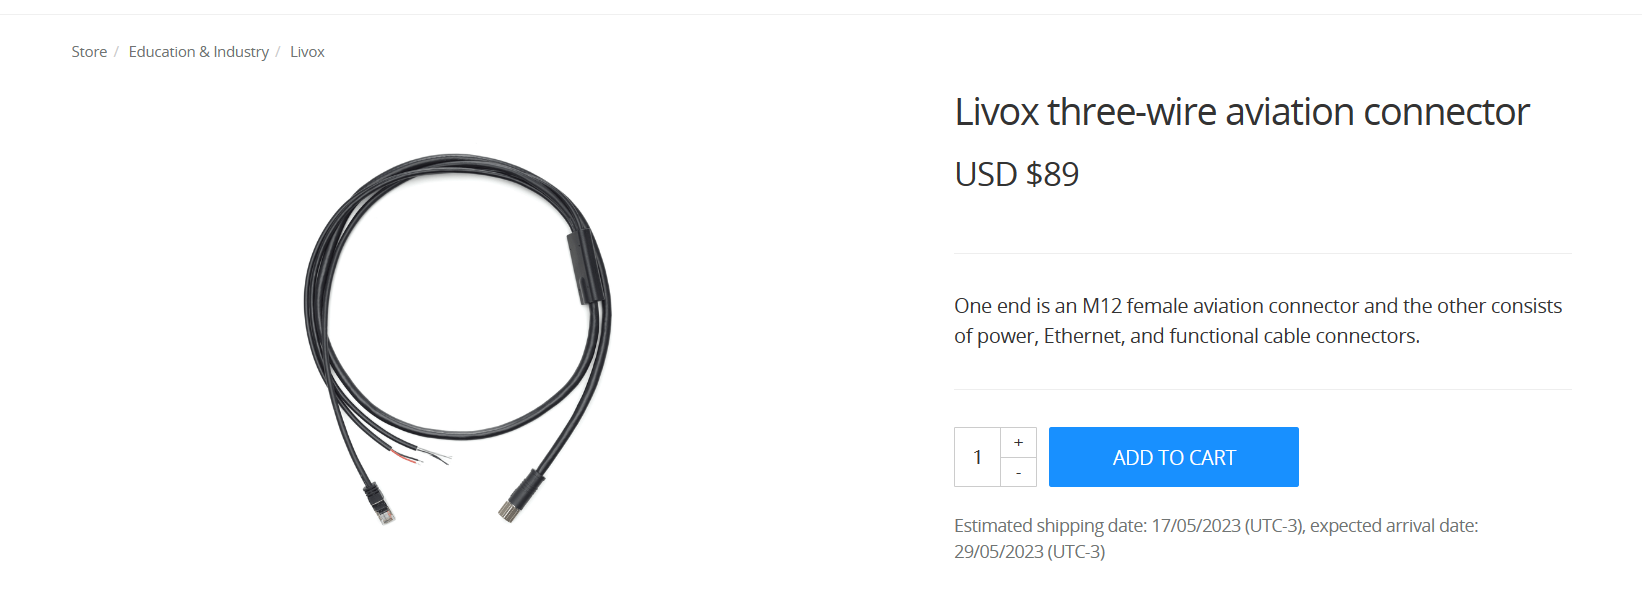 Store / Education & Industry / Livox
Livox three-wire aviation connector
USD $89
One end is an M12 female aviation connector and the other consists
of power, Ethernet, and functional cable connectors.
1
+
-
ADD TO CART
Estimated shipping date: 17/05/2023 (UTC-3), expected arrival date:
29/05/2023 (UTC-3)